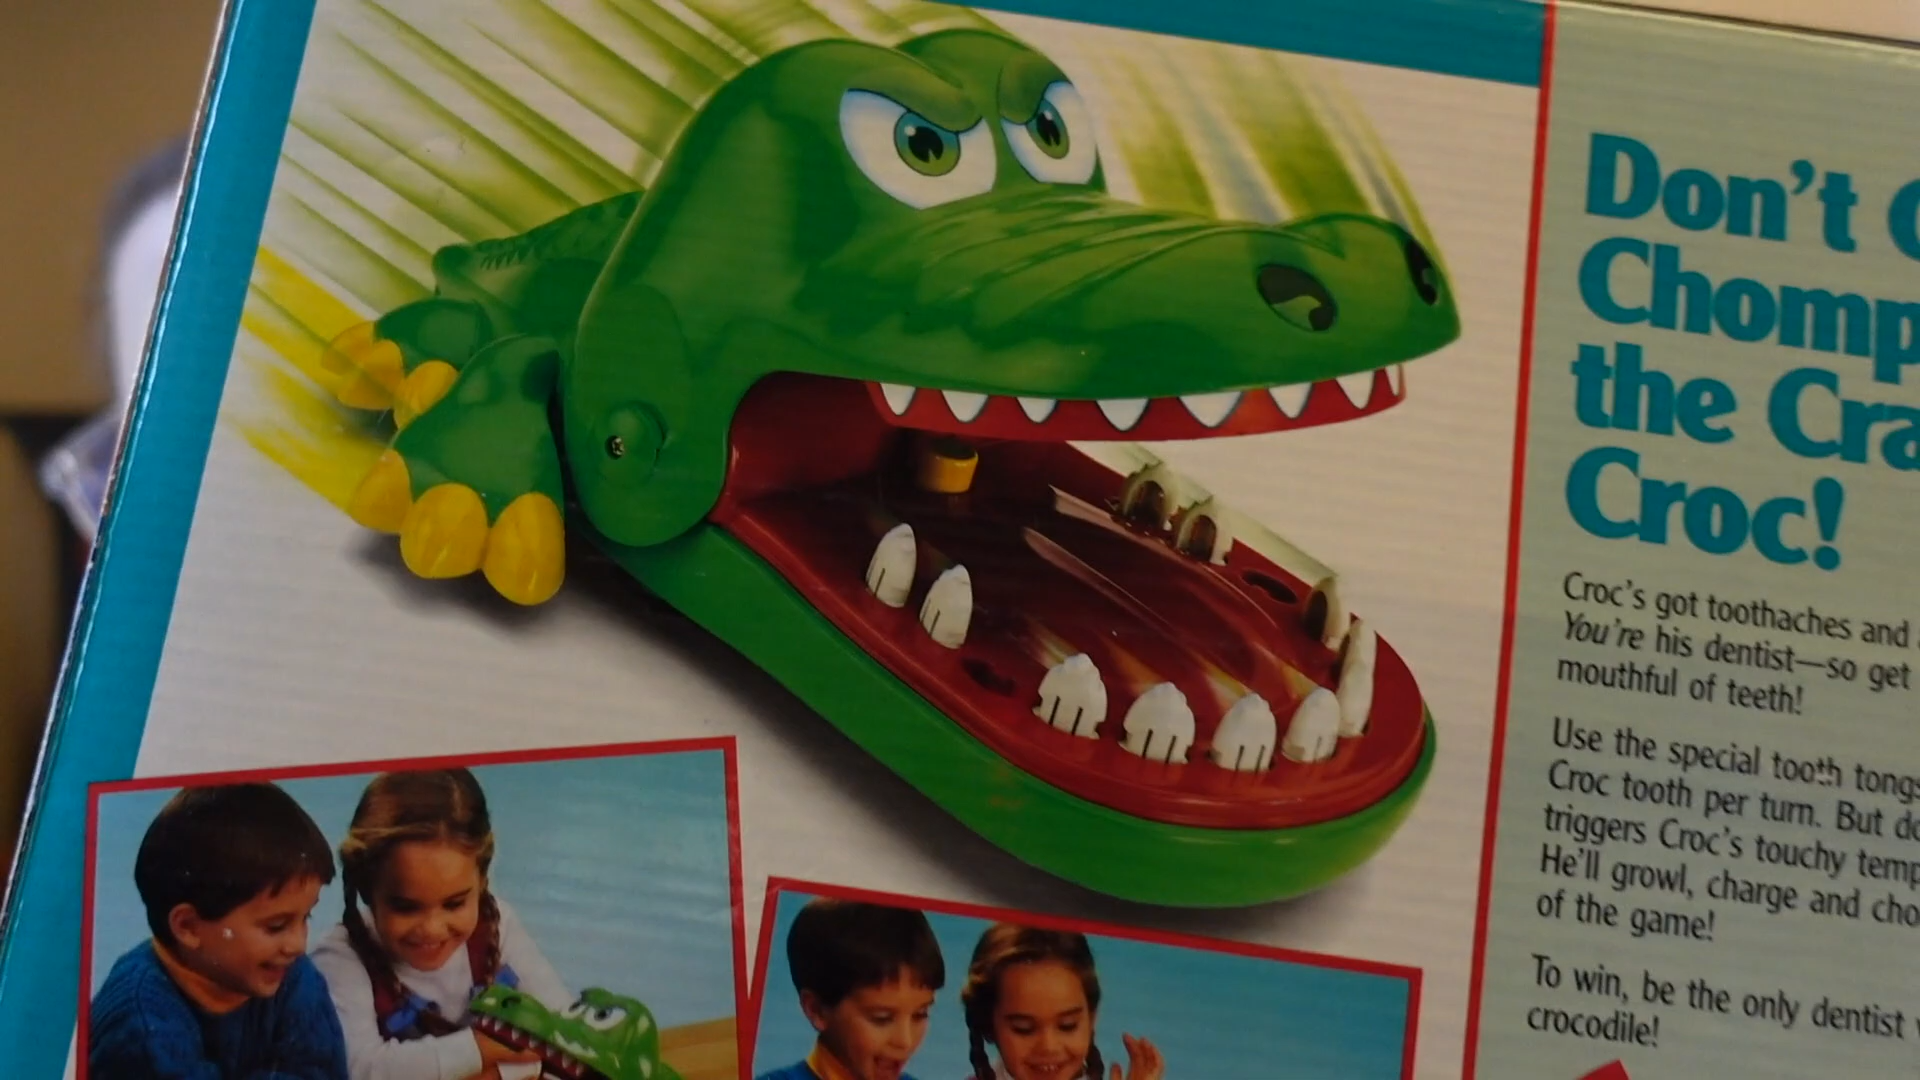 Don't
Chomp
the Cra
Croc!
Croc's got toothaches and
You're his dentist—so get
mouthful of teeth!
Use the special tooth tongs
Croc tooth per turn. But do
triggers Croc's touchy temp
He'll growl, charge and cho
of the game!
To win, be the only dentist
crocodile!